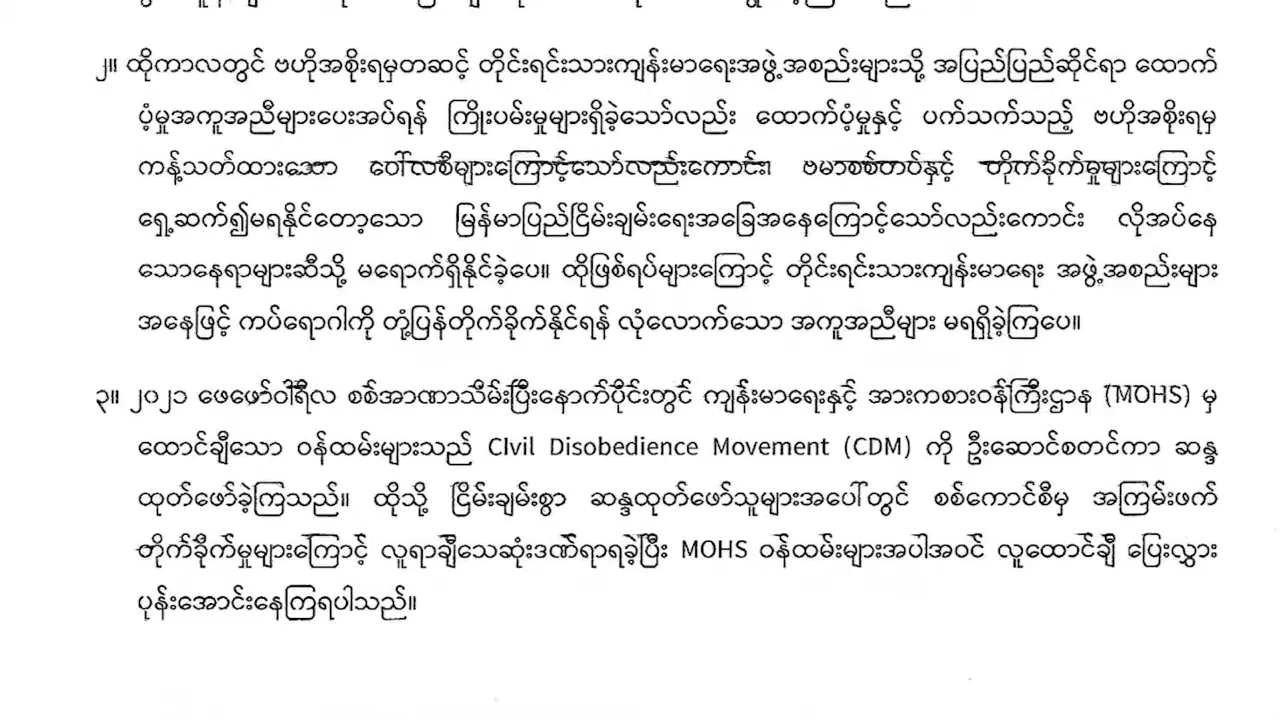 ၂။ ထိုကာလတွင် ဗဟိုအစိုးရမှတဆင့် တိုင်းရင်းသားကျန်းမာရေးအဖွဲ့အစည်းများသို့ အပြည်ပြည်ဆိုင်ရာ ထောက်
ပံ့မှုအကူအညီများပေးအပ်ရန် ကြိုးပမ်းမှုများရှိခဲ့သော်လည်း ထောက်ပံ့မှုနှင့် ပက်သက်သည့် ဗဟိုအစိုးရမှ
ကန့်သတ်ထားသော ပေါ်လစီများကြောင့်သော်လည်းကောင်း၊ ဗမာစစ်တပ်နှင့် တိုက်ခိုက်မှုများကြောင့်
ရှေ့ဆက်၍မရနိုင်တော့သော မြန်မာပြည်ငြိမ်းချမ်းရေးအခြေအနေကြောင့်သော်လည်းကောင်း လိုအပ်နေ
သောနေရာများဆီသို့ မရောက်ရှိနိုင်ခဲ့ပေ။ ထိုဖြစ်ရပ်များကြောင့် တိုင်းရင်းသားကျန်းမာရေး အဖွဲ့အစည်းများ
အနေဖြင့် ကပ်ရောဂါကို တုံ့ပြန်တိုက်ခိုက်နိုင်ရန် လုံလောက်သော အကူအညီများ မရရှိခဲ့ကြပေ။
၃။ ၂၀၂၁ ဖေဖော်ဝါရီလ စစ်အာဏာသိမ်းပြီးနောက်ပိုင်းတွင် ကျန်းမာရေးနှင့် အားကစားဝန်ကြီးဌာန (MOHS) မှ
ထောင်ချီသော ဝန်ထမ်းများသည် CIvil Disobedience Movement (CDM) ကို ဦးဆောင်စတင်ကာ ဆန္ဒ
ထုတ်ဖော်ခဲ့ကြသည်။ ထိုသို့ ငြိမ်းချမ်းစွာ ဆန္ဒထုတ်ဖော်သူများအပေါ်တွင် စစ်ကောင်စီမှ အကြမ်းဖက်
တိုက်ခိုက်မှုများကြောင့် လူရာချီသေဆုံးဒဏ်ရာရခဲ့ပြီး MOHS ဝန်ထမ်းများအပါအဝင် လူထောင်ချီ ပြေးလွှား
ပုန်းအောင်းနေကြရပါသည်။